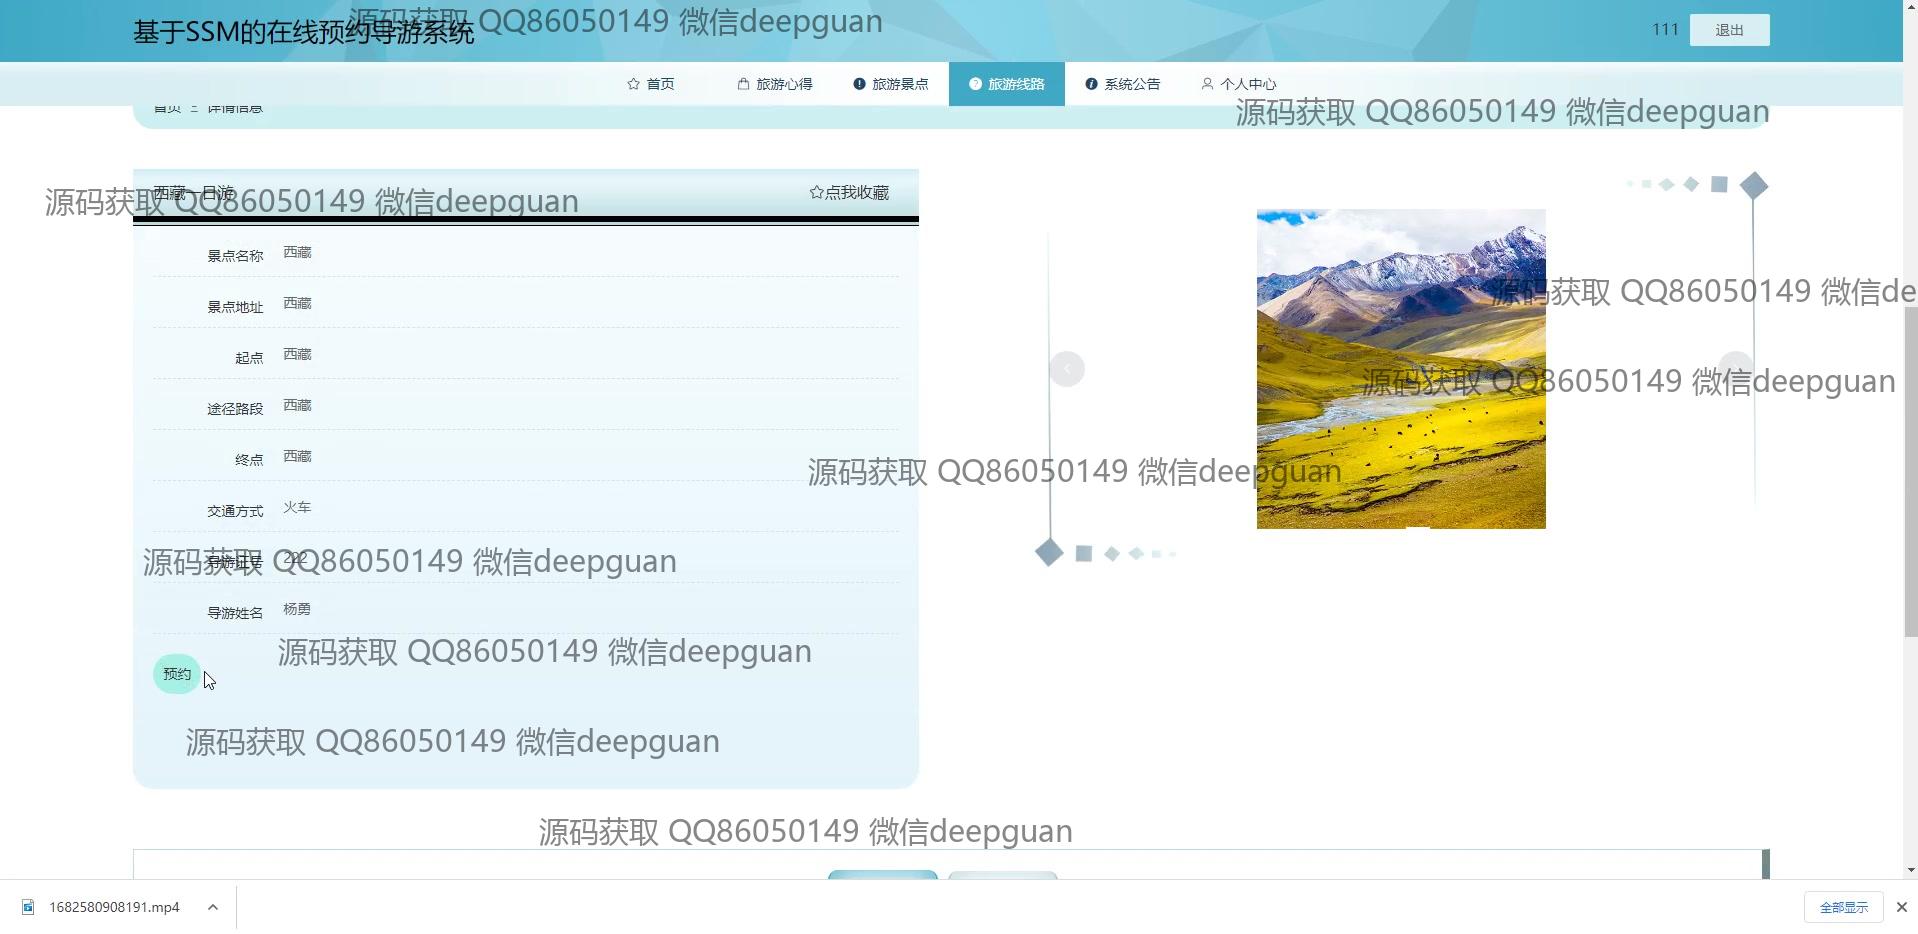 基于SSM的在线预约导游系统
源码获取 QQ86050149 微信deepguan
111
退出
首页
旅游心得
旅游景点
旅游线路
系统公告
个人中心
首页
详情信息
源码获取 QQ86050149 微信deepguan
西藏一日游
点我收藏
源码获取 QQ86050149 微信deepguan
景点名称 西藏
景点地址 西藏
源码获取 QQ86050149 微信de
起点 西藏
源码获取 QQ86050149 微信deepguan
途径路段 西藏
终点 西藏
源码获取 QQ86050149 微信deepguan
交通方式 火车
导游证号 222
源码获取 QQ86050149 微信deepguan
导游姓名 杨勇
源码获取 QQ86050149 微信deepguan
预约
源码获取 QQ86050149 微信deepguan
源码获取 QQ86050149 微信deepguan
1682580908191.mp4
全部显示